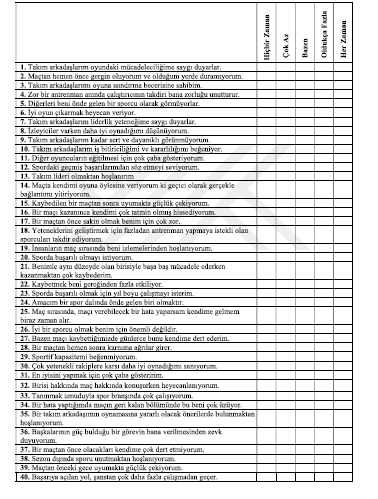 Hiçbir Zaman
Çok Az
Bazen
Oldukça Fazla
Her Zaman
1. Takım arkadaşlarım oyundaki mücadeleciliğime saygı duyarlar.
2. Maçtan hemen önce gergin oluyorum ve olduğum yerde duramıyorum.
3. Takım arkadaşlarımı oyuna ısındırma becerisine sahibim.
4. Zor bir antrenman anında çalıştırıcımın takdiri bana zorluğu unutturur.
5. Diğerleri beni önde gelen bir sporcu olarak görmüyorlar.
6. İyi oyun çıkarmak heyecan veriyor.
7. Takım arkadaşlarım liderlik yeteneğime saygı duyarlar.
8. İzleyiciler varken daha iyi oynadığımı düşünüyorum.
9. Takım arkadaşlarım kadar sert ve dayanıklı görünmüyorum.
10. Takım arkadaşlarım iş bitiriciliğimi ve kararlılığımı beğeniyor.
11. Diğer oyuncuların eğitilmesi için çok çaba gösteriyorum.
12. Spordaki geçmiş başarılarımdan söz etmeyi seviyorum.
13. Takım lideri olmaktan hoşlanırım
14. Maçta kendimi oyuna öylesine veriyorum ki geçici olarak gerçekle
bağlantımı yitiriyorum.
15. Kaybedilen bir maçtan sonra uyumakta güçlük çekiyorum.
16. Bir maçı kazanınca kendimi çok tatmin olmuş hissediyorum.
17. Bir maçtan önce sakin olmak benim için çok zor.
18. Yeteneklerini geliştirmek için fazladan antrenman yapmaya istekli olan
sporcuları takdir ediyorum.
19. İnsanların maç sırasında beni izlemelerinden hoşlanıyorum.
20. Sporda başarılı olmayı istiyorum.
21. Benimle aynı düzeyde olan birisiyle başa baş mücadele ederken
kazanmaktan çok kaybederim.
22. Kaybetmek beni gereğinden fazla etkiliyor.
23. Sporda başarılı olmak için yıl boyu çalışmayı isterim.
24. Amacım bir spor dalında önde gelen biri olmaktır.
25. Maç sırasında, maçı verebilecek bir hata yaparsam kendime gelmem
biraz zaman alır.
26. İyi bir sporcu olmak benim için önemli değildir.
27. Bazen maçı kaybettiğimizde günlerce bunu kendime dert ederim.
28. Bir maçtan hemen sonra karnıma ağrılar girer.
29. Sportif kapasitemi beğenmiyorum.
30. Çok yetenekli rakiplere karşı daha iyi oynadığımı sanıyorum.
31. En iyisini yapmak için çok çaba gösteririm.
32. Birisi hakkında maç hakkında konuşurken heyecanlanıyorum.
33. Tanınmak umuduyla spor branşında çok çalışıyorum.
34. Bir hata yaptığımda maçın geri kalan bölümünde bu beni çok üzüyor.
35. Bir takım arkadaşımın oynamasına yararlı olacak önerilerde bulunmaktan
hoşlanıyorum.
36. Başkalarının güç bulduğu bir görevin bana verilmesinden zevk
duyuyorum.
37. Bir maçtan önce olacakları kendime çok dert etmiyorum.
38. Sezon dışında sporu unutmaktan hoşlanıyorum.
39. Maçtan önceki gece uyumakta güçlük çekiyorum.
40. Başarıya açılan yol, şanstan çok daha fazla çalışmadan geçer.